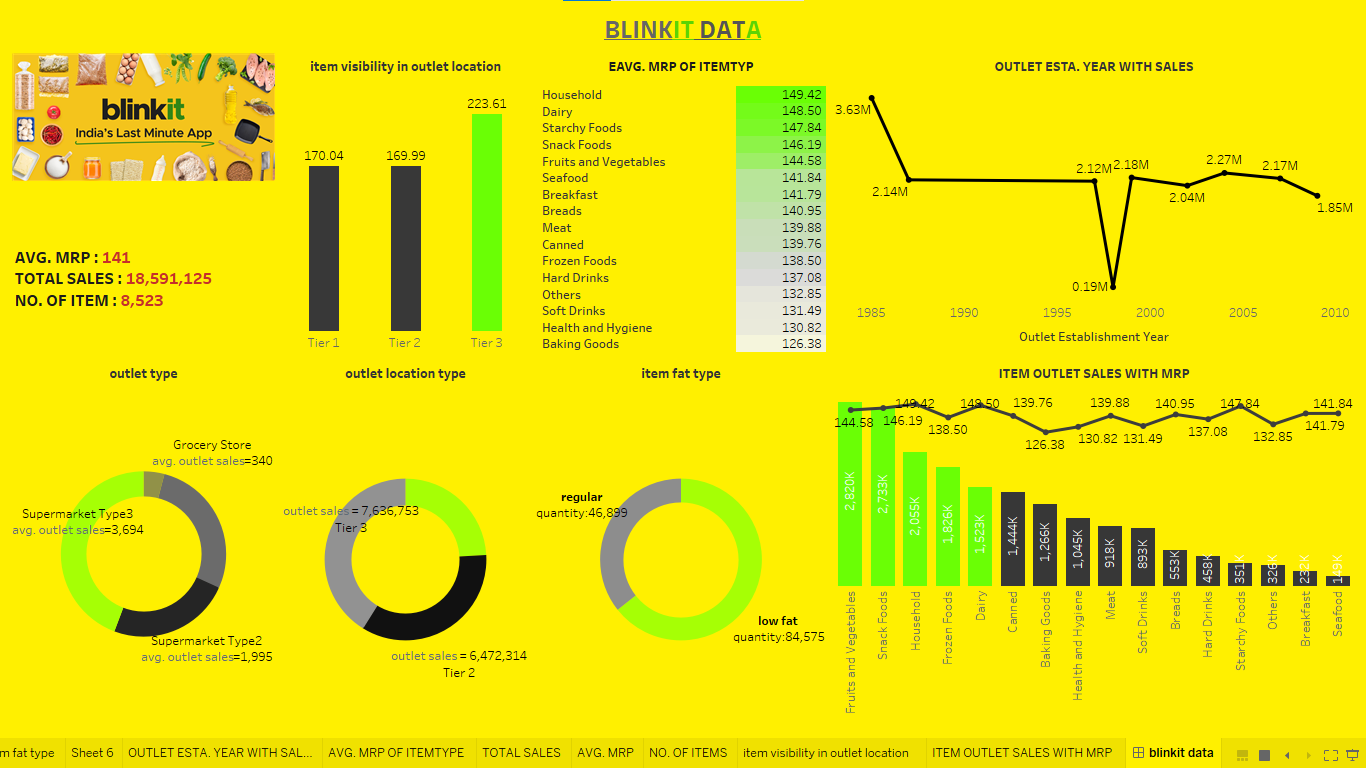 BLINKIT DATA
blinkit
India's Last Minute App
AVG. MRP : 141
TOTAL SALES : 18,591,125
NO. OF ITEM : 8,523
item visibility in outlet location
223.61
170.04
169.99
Tier 1
Tier 2
Tier 3
EAVG. MRP OF ITEMTYP
Household 149.42
Dairy 148.50
Starchy Foods 147.84
Snack Foods 146.19
Fruits and Vegetables 144.58
Seafood 141.84
Breakfast 141.79
Breads 140.95
Meat 139.88
Canned 139.76
Frozen Foods 138.50
Hard Drinks 137.08
Others 132.85
Soft Drinks 131.49
Health and Hygiene 130.82
Baking Goods 126.38
OUTLET ESTA. YEAR WITH SALES
3.63M
2.14M
2.12M
0.19M
2.18M
2.04M
2.27M
2.17M
1.85M
1985
1990
1995
2000
2005
2010
Outlet Establishment Year
outlet type
Grocery Store
avg. outlet sales=340
Supermarket Type3
avg. outlet sales=3,694
Supermarket Type2
avg. outlet sales=1,995
outlet location type
outlet sales = 7,636,753
Tier 3
outlet sales = 6,472,314
Tier 2
item fat type
regular
quantity:46,899
low fat
quantity:84,575
ITEM OUTLET SALES WITH MRP
144.58
146.19
149.42
138.50
148.50
139.76
126.38
130.82
139.88
131.49
140.95
137.08
147.84
132.85
141.79
141.84
2,820K
2,733K
2,055K
1,826K
1,523K
1,444K
1,266K
1,045K
918K
893K
553K
458K
351K
326K
232K
149K
Fruits and Vegetables
Snack Foods
Household
Frozen Foods
Dairy
Canned
Baking Goods
Health and Hygiene
Meat
Soft Drinks
Breads
Hard Drinks
Starchy Foods
Others
Breakfast
Seafood
m fat type
Sheet 6
OUTLET ESTA. YEAR WITH SAL...
AVG. MRP OF ITEMTYPE
TOTAL SALES
AVG. MRP
NO. OF ITEMS
item visibility in outlet location
ITEM OUTLET SALES WITH MRP
blinkit data